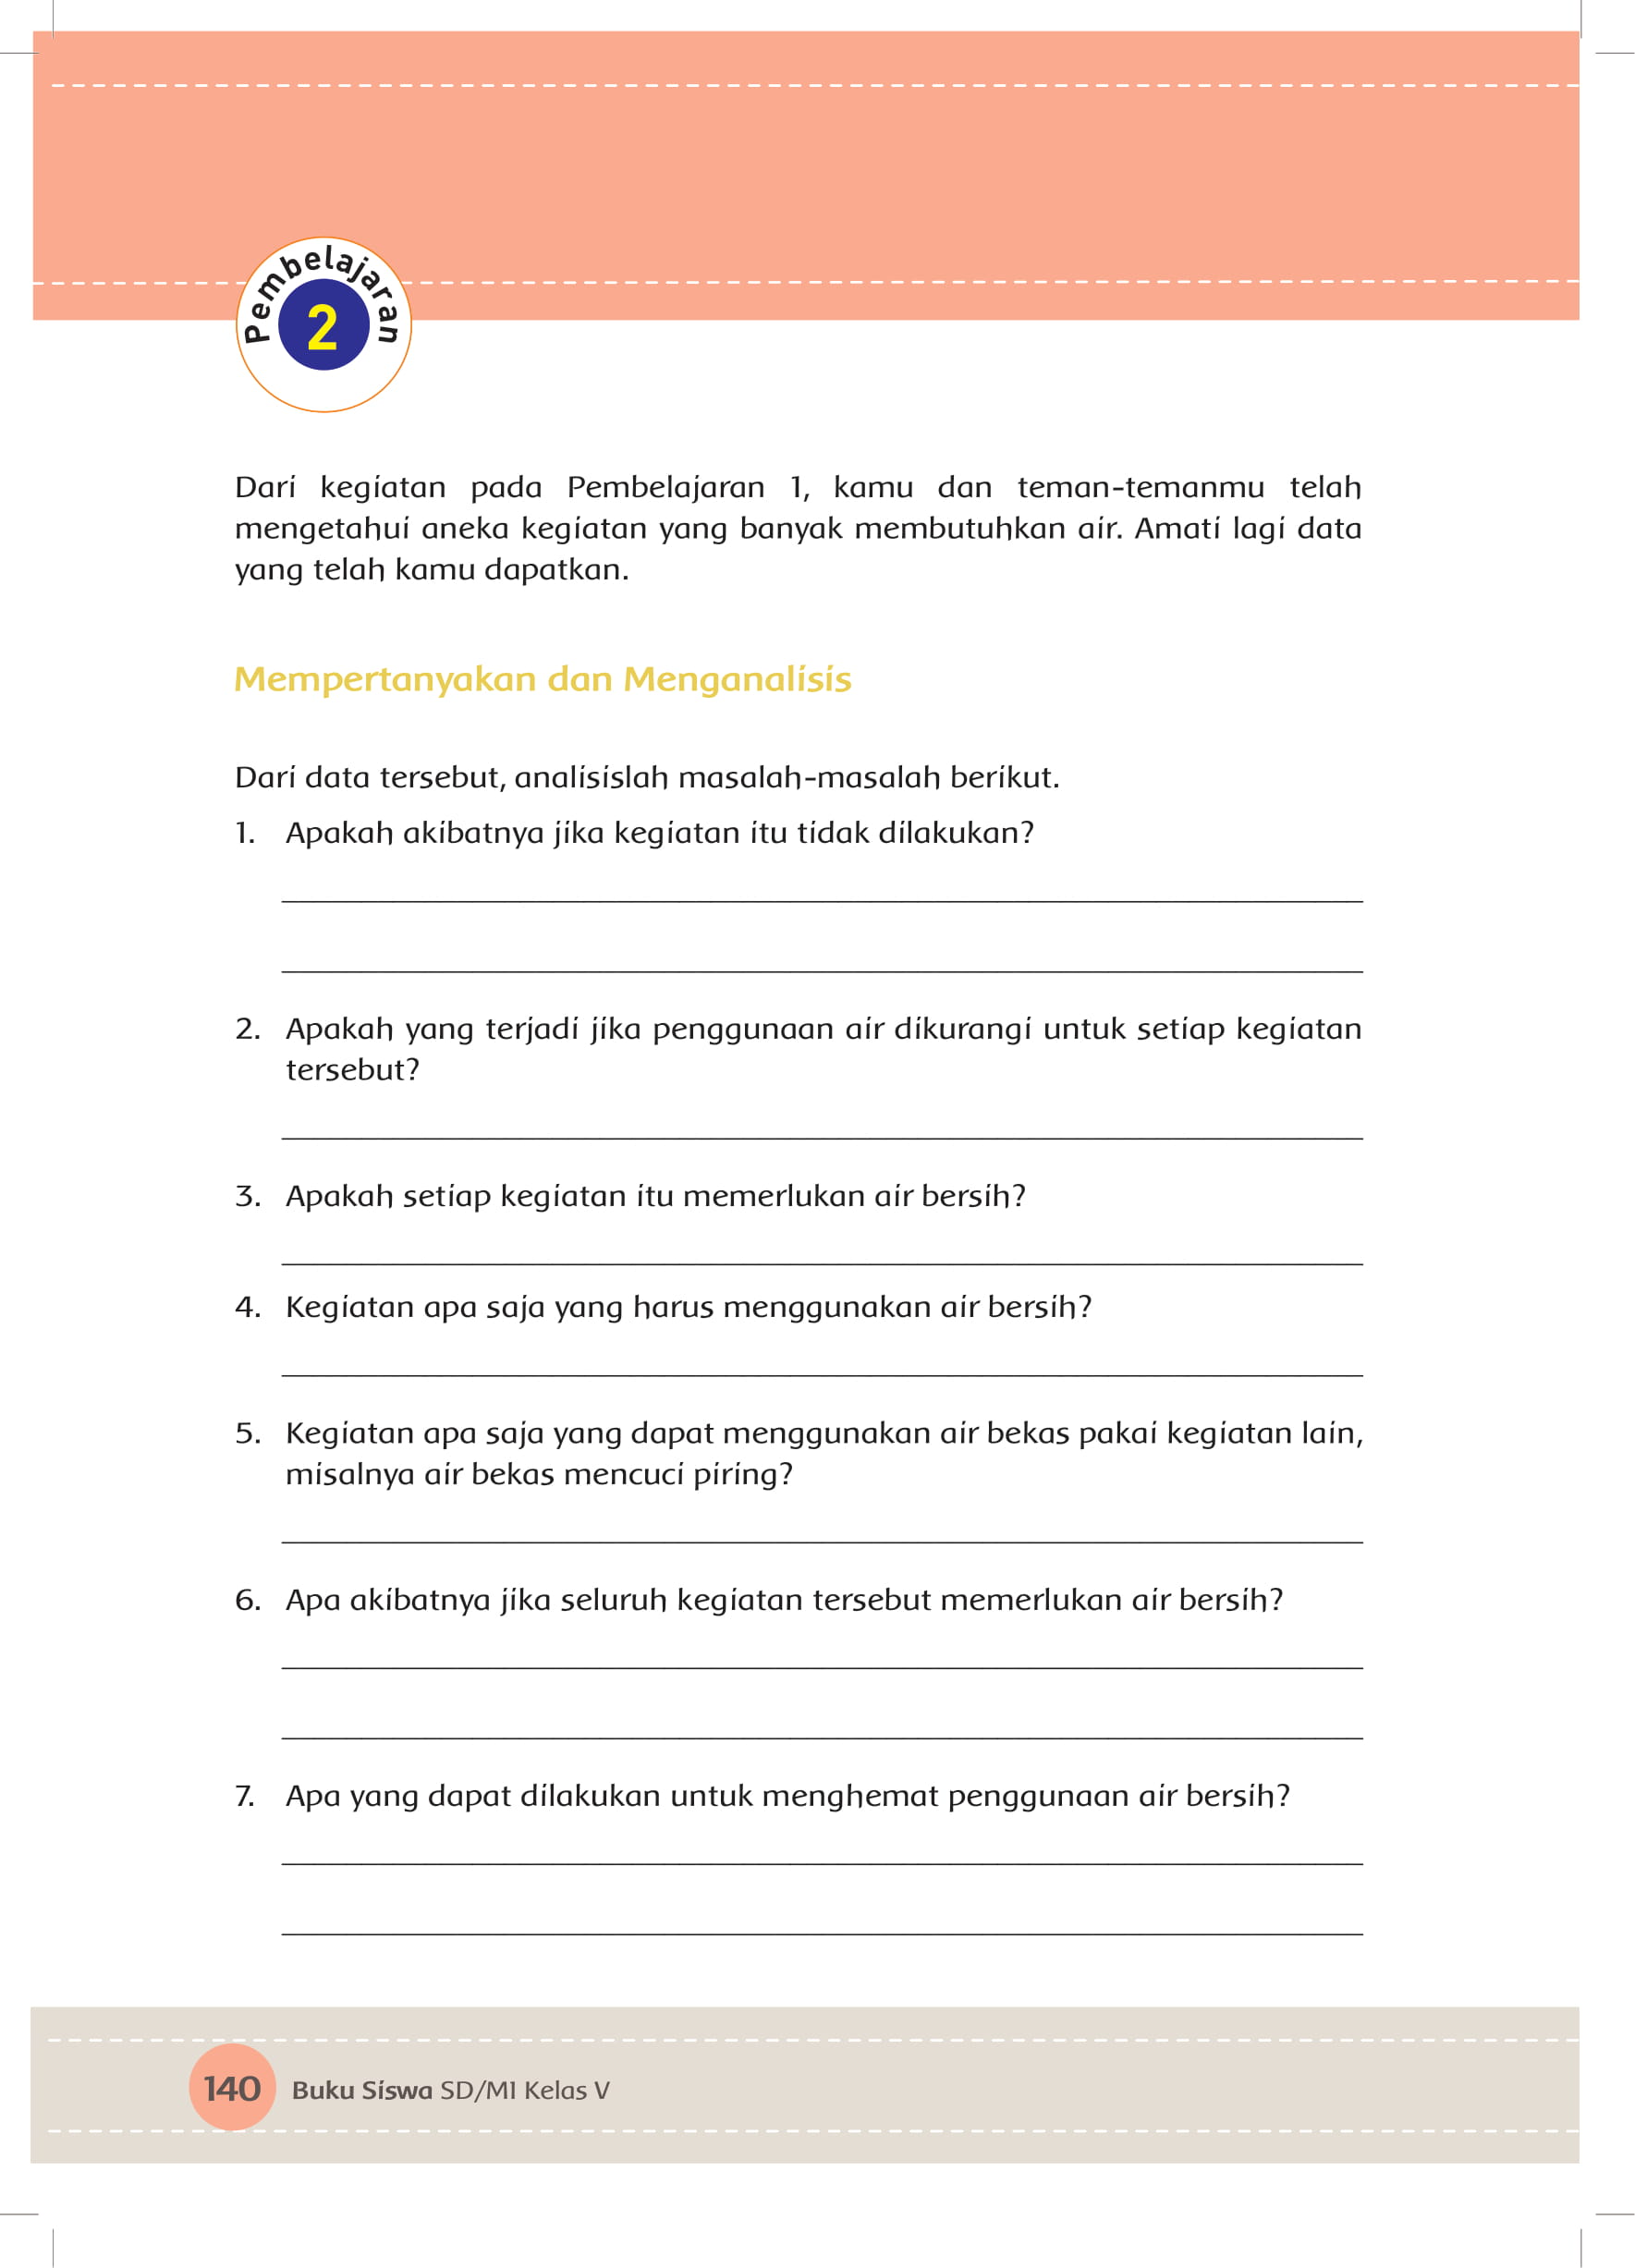 Pembelajaran
2
Dari kegiatan pada Pembelajaran 1, kamu dan teman-temanmu telah
mengetahui aneka kegiatan yang banyak membutuhkan air. Amati lagi data
yang telah kamu dapatkan.
Mempertanyakan dan Menganalisis
Dari data tersebut, analisislah masalah-masalah berikut.
1. Apakah akibatnya jika kegiatan itu tidak dilakukan?
2. Apakah yang terjadi jika penggunaan air dikurangi untuk setiap kegiatan
tersebut?
3. Apakah setiap kegiatan itu memerlukan air bersih?
4. Kegiatan apa saja yang harus menggunakan air bersih?
5. Kegiatan apa saja yang dapat menggunakan air bekas pakai kegiatan lain,
misalnya air bekas mencuci piring?
6. Apa akibatnya jika seluruh kegiatan tersebut memerlukan air bersih?
7. Apa yang dapat dilakukan untuk menghemat penggunaan air bersih?
140 Buku Siswa SD/MI Kelas V